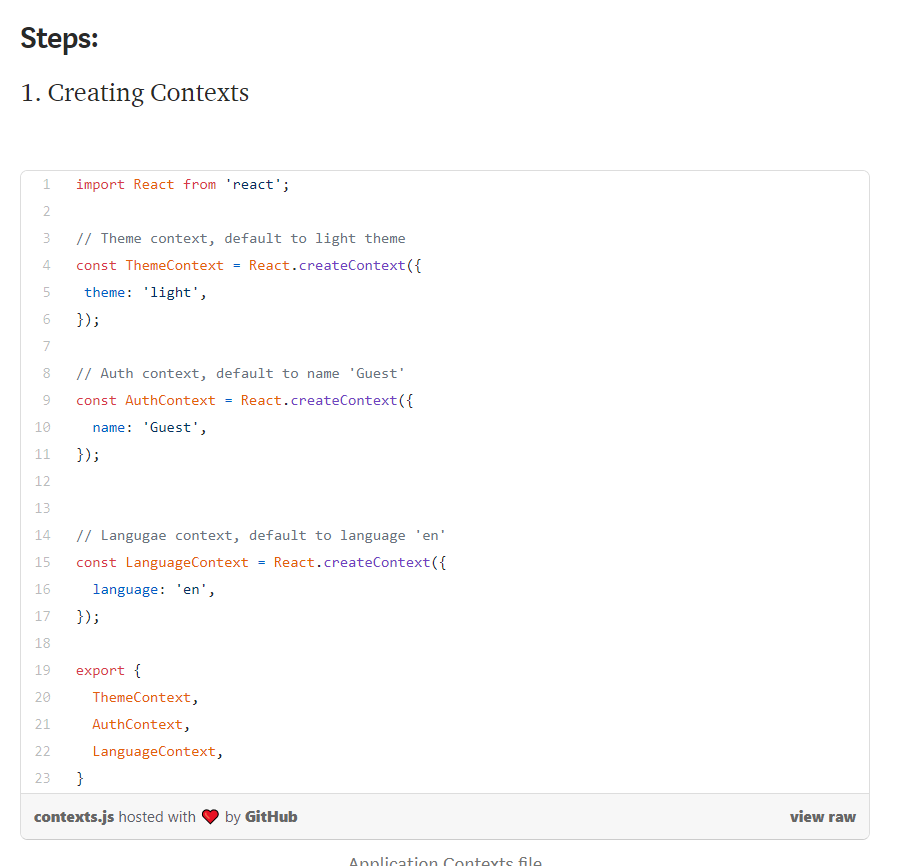 Steps:
1. Creating Contexts
1 import React from 'react';
2
3 // Theme context, default to light theme
4 const ThemeContext = React.createContext({
5  theme: 'light',
6 });
7
8 // Auth context, default to name 'Guest'
9 const AuthContext = React.createContext({
10   name: 'Guest',
11 });
12
13
14 // Langugae context, default to language 'en'
15 const LanguageContext = React.createContext({
16   language: 'en',
17 });
18
19 export {
20   ThemeContext,
21   AuthContext,
22   LanguageContext,
23 }
contexts.js hosted with ❤ by GitHub view raw
Application Contexts file